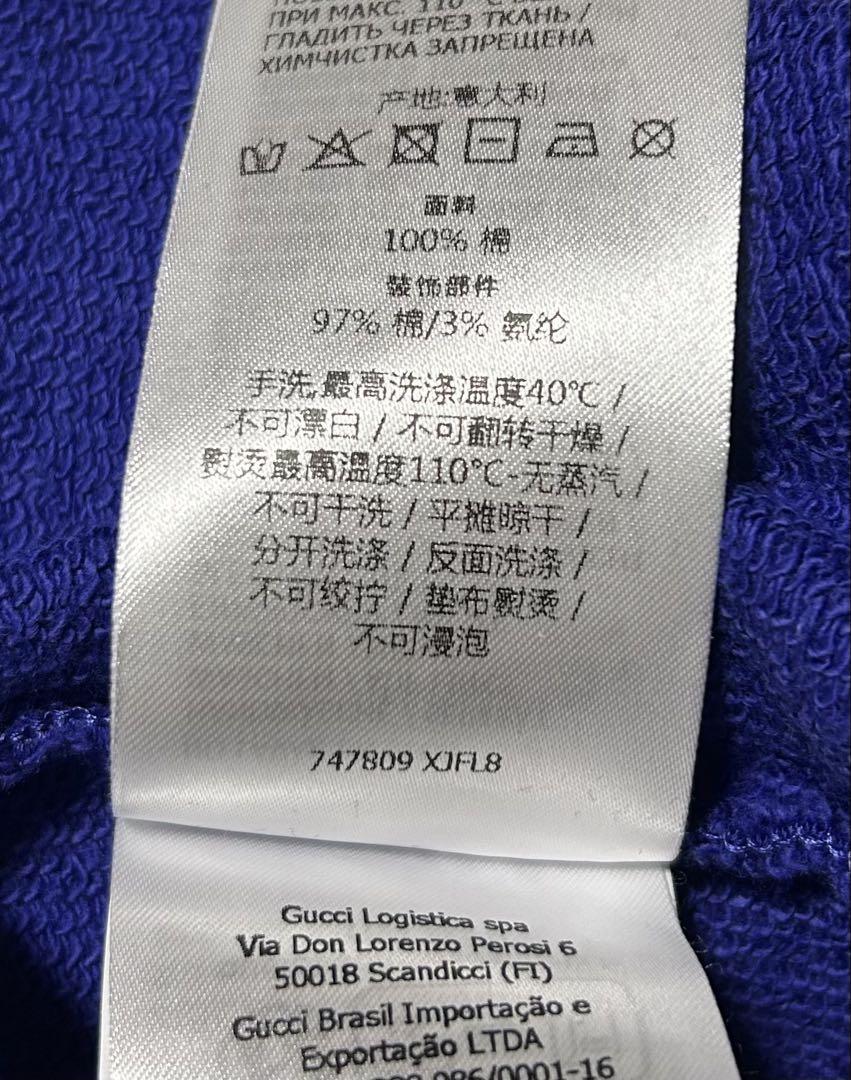 ПРИ МАКС. 110
ГЛАДИТЬ ЧЕРЕЗ ТКАНЬ /
ХИМЧИСТКА ЗАПРЕЩЕНА
产地:意大利
面料
100% 棉
装饰部件
97% 棉/3% 氨纶
手洗,最高洗涤温度40°C /
不可漂白 / 不可翻转干燥 /
熨烫最高温度110°C-无蒸汽 /
不可干洗 / 平摊晾干 /
分开洗涤 / 反面洗涤 /
不可绞拧 / 垫布熨烫 /
不可浸泡
747809 XJFL8
Gucci Logistica spa
Via Don Lorenzo Perosi 6
50018 Scandicci (FI)
Gucci Brasil Importação e
Exportação LTDA
086/0001-16